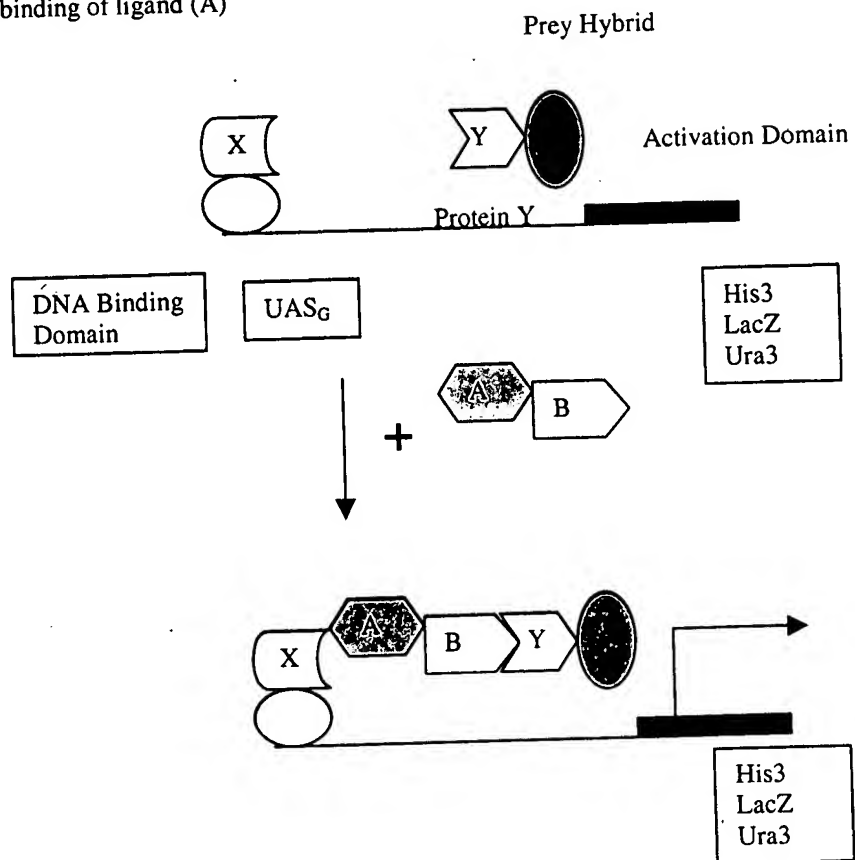 binding of ligand (A)
Prey Hybrid
X
Y
Activation Domain
Protein Y
DNA Binding
Domain
UASG
His3
LacZ
Ura3
A
+
B
A
X
B
Y
His3
LacZ
Ura3